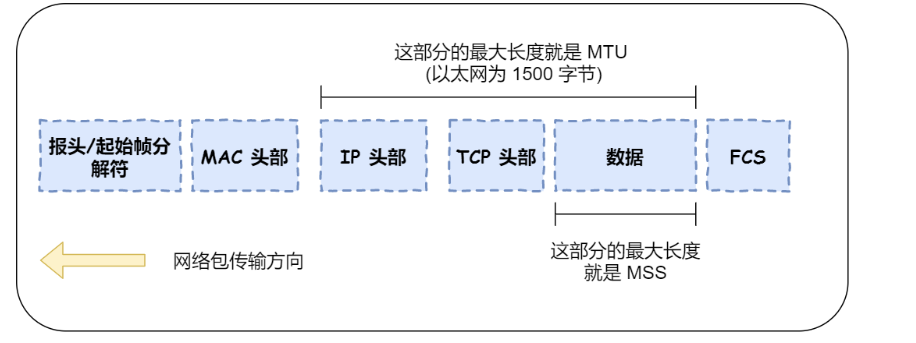 这部分的最大长度就是 MTU
(以太网为 1500 字节)
报头/起始帧分
解符
MAC 头部
IP 头部
TCP 头部
数据
FCS
这部分的最大长度
就是 MSS
网络包传输方向